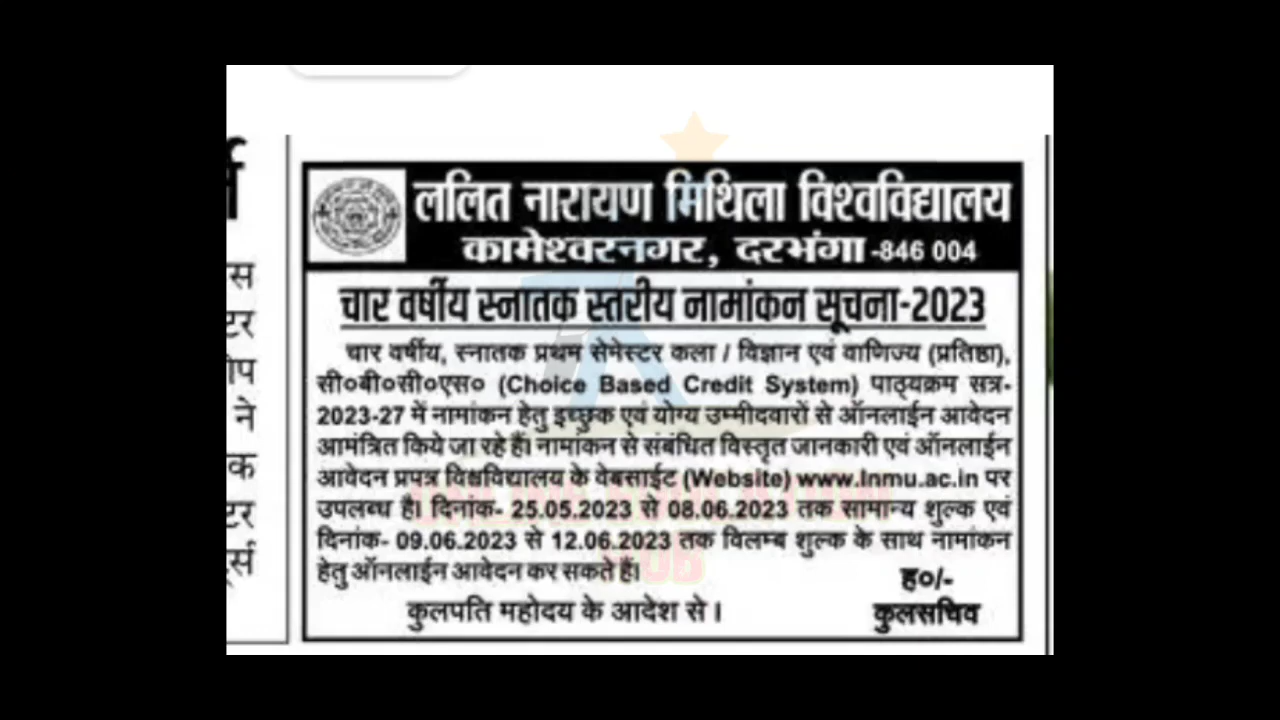 ललित नारायण मिथिला विश्वविद्यालय
कामेश्वरनगर, दरभंगा -846 004
चार वर्षीय स्नातक स्तरीय नामांकन सूचना-2023
चार वर्षीय, स्नातक प्रथम सेमेस्टर कला / विज्ञान एवं वाणिज्य (प्रतिष्ठा),
सी०बी०सी०एस० (Choice Based Credit System) पाठ्यक्रम सत्र-
2023-27 में नामांकन हेतु इच्छुक एवं योग्य उम्मीदवारों से ऑनलाईन आवेदन
आमंत्रित किये जा रहे हैं। नामांकन से संबंधित विस्तृत जानकारी एवं ऑनलाईन
आवेदन प्रपत्र विश्वविद्यालय के वेबसाईट (Website) www.lnmu.ac.in पर
उपलब्ध है। दिनांक- 25.05.2023 से 08.06.2023 तक सामान्य शुल्क एवं
दिनांक- 09.06.2023 से 12.06.2023 तक विलम्ब शुल्क के साथ नामांकन
हेतु ऑनलाईन आवेदन कर सकते हैं।
ह०/-
कुलपति महोदय के आदेश से। कुलसचिव
स
टर
ने
क
टर